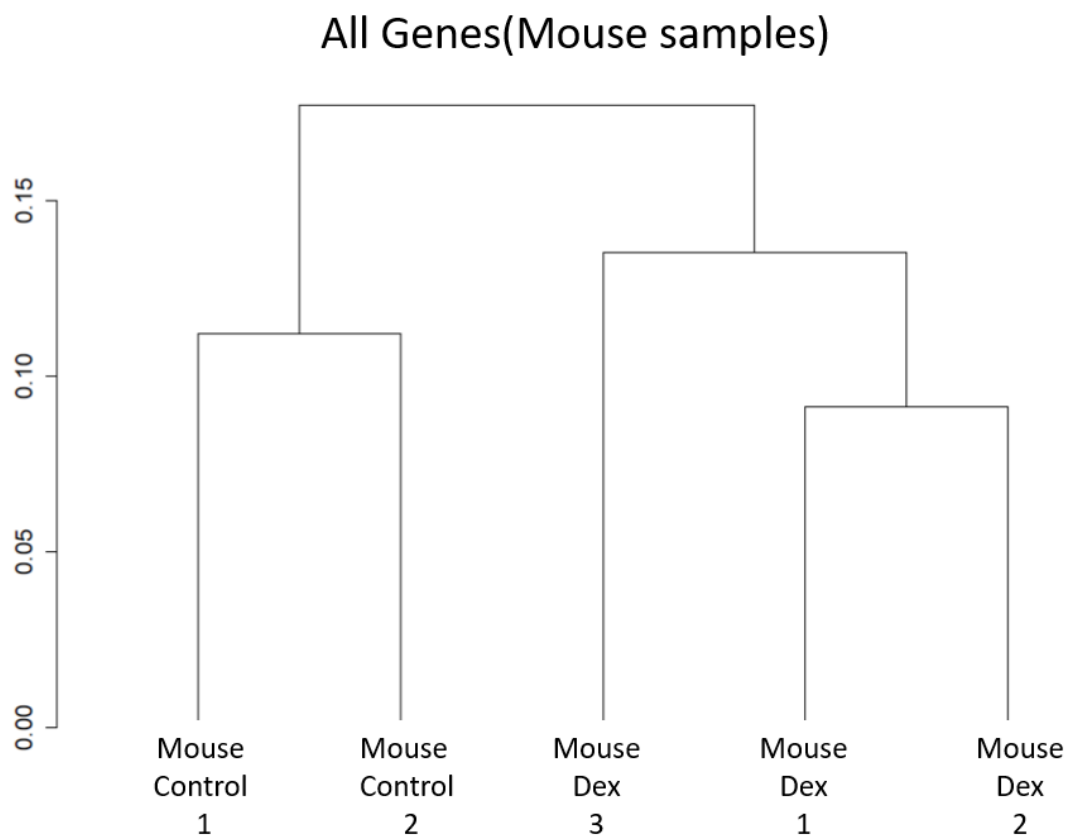 All Genes(Mouse samples)
0.15
0.10
0.05
0.00
Mouse Control 1
Mouse Control 2
Mouse Dex 3
Mouse Dex 1
Mouse Dex 2